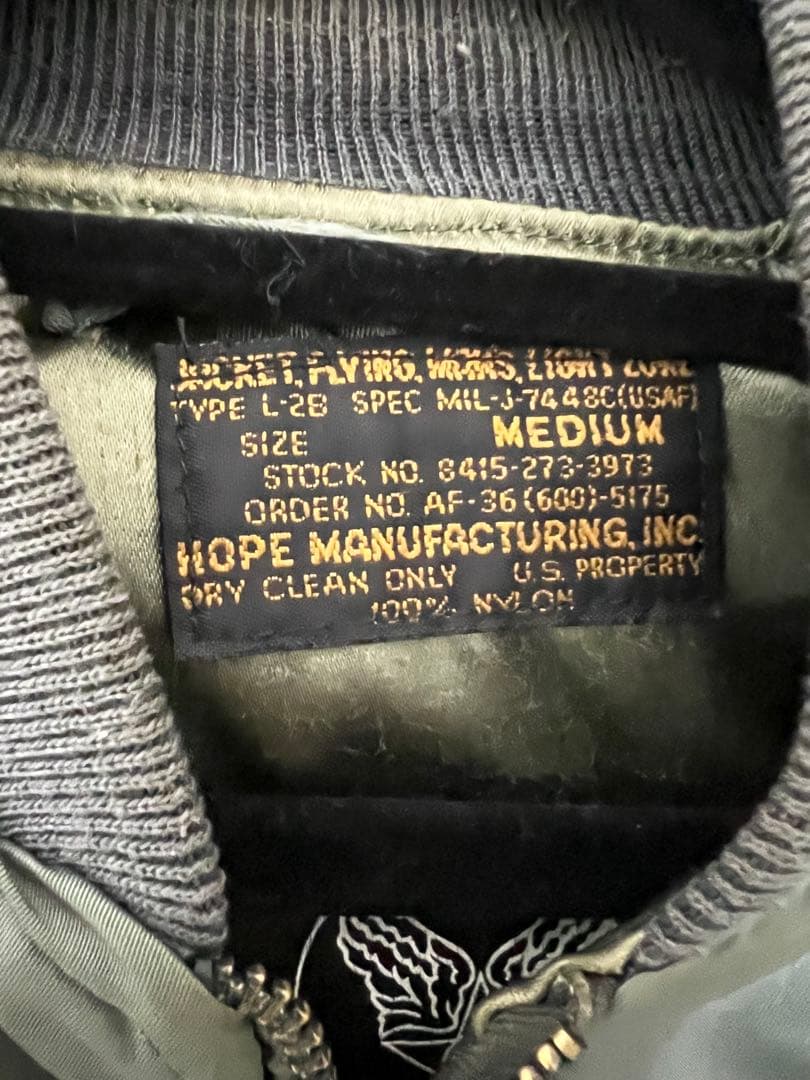 JACKET, FLYING, MAN'S, LIGHT ZONE
TYPE L-2B SPEC MIL-J-7448C(USAF)
SIZE MEDIUM
STOCK NO. 8415-273-3973
ORDER NO. AF-36(600)-5175
HOPE MANUFACTURING, INC.
DRY CLEAN ONLY U.S. PROPERTY
100% NYLON